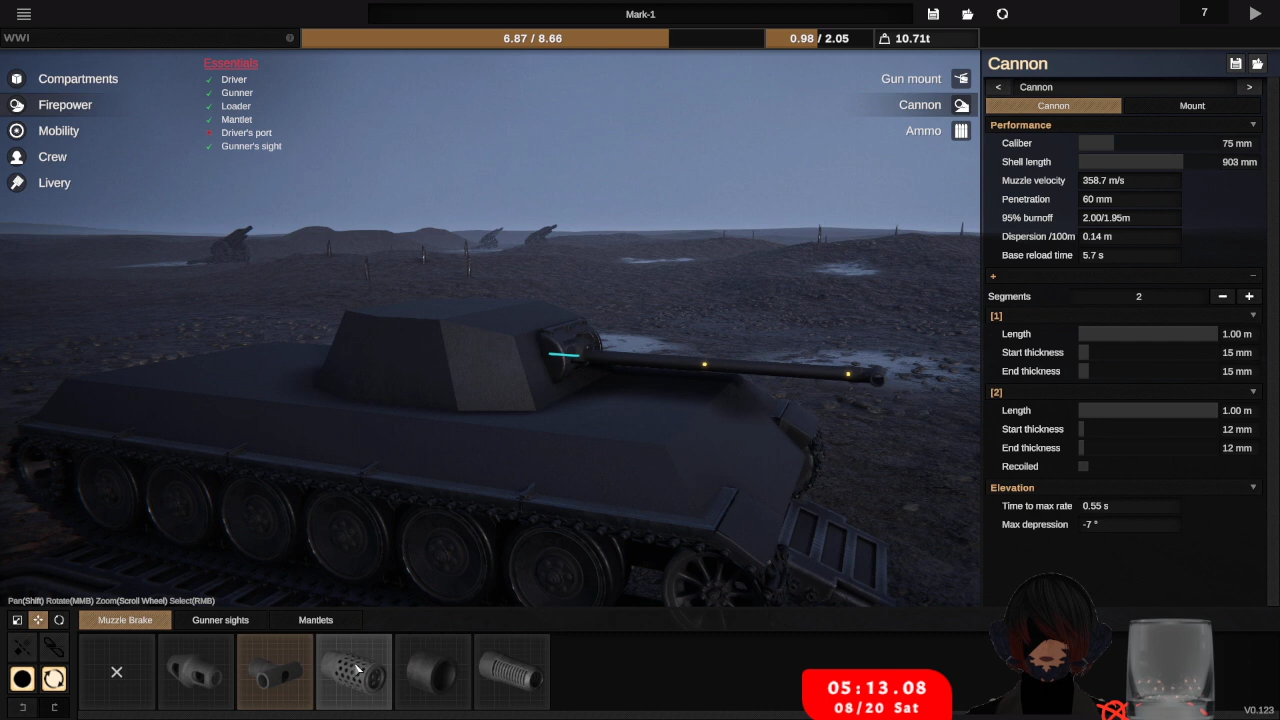 Mark-1
7
WWI
6.87 / 8.66
0.98 / 2.05
10.71t
Compartments
Firepower
Mobility
Crew
Livery
Essentials
Driver
Gunner
Loader
Mantlet
Driver's port
Gunner's sight
Gun mount
Cannon
Ammo
Cannon
< Cannon >
Cannon Mount
Performance
Caliber 75 mm
Shell length 903 mm
Muzzle velocity 358.7 m/s
Penetration 60 mm
95% burnoff 2.00/1.95m
Dispersion /100m 0.14 m
Base reload time 5.7 s
+ −
Segments 2 − +
[1]
Length 1.00 m
Start thickness 15 mm
End thickness 15 mm
[2]
Length 1.00 m
Start thickness 12 mm
End thickness 12 mm
Recoiled
Elevation
Time to max rate 0.55 s
Max depression -7 °
Pan(Shift) Rotate(MMB) Zoom(Scroll Wheel) Select(RMB)
Muzzle Brake Gunner sights Mantlets
05:13.08
08/20 Sat
V0.123